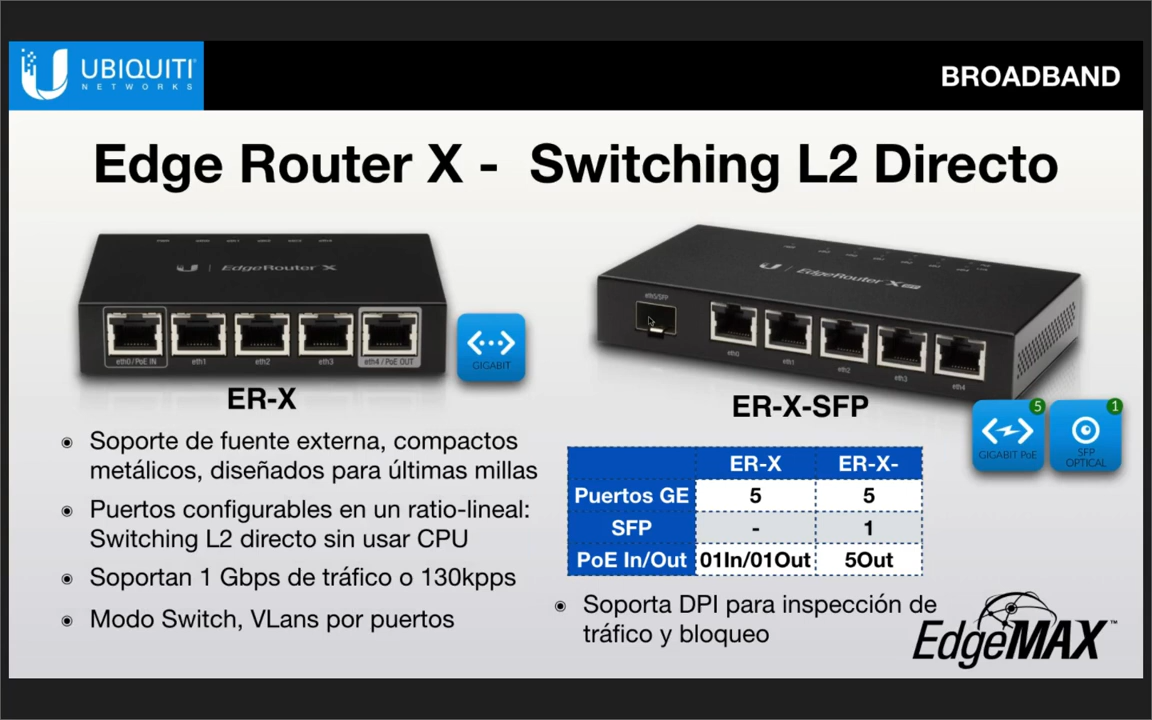 UBIQUITI
NETWORKS
BROADBAND
Edge Router X - Switching L2 Directo
EdgeRouter X
eth0/PoE IN
eth1
eth2
eth3
eth4 / PoE OUT
GIGABIT
ER-X
EdgeRouter X SFP
eth5/SFP
eth0
eth1
eth2
eth3
eth4
ER-X-SFP
5
GIGABIT PoE
1
SFP
OPTICAL
Soporte de fuente externa, compactos
metálicos, diseñados para últimas millas
Puertos configurables en un ratio-lineal:
Switching L2 directo sin usar CPU
Soportan 1 Gbps de tráfico o 130kpps
Modo Switch, VLans por puertos
ER-X ER-X-
Puertos GE 5 5
SFP - 1
PoE In/Out 01In/01Out 5Out
Soporta DPI para inspección de
tráfico y bloqueo
EdgeMAX™